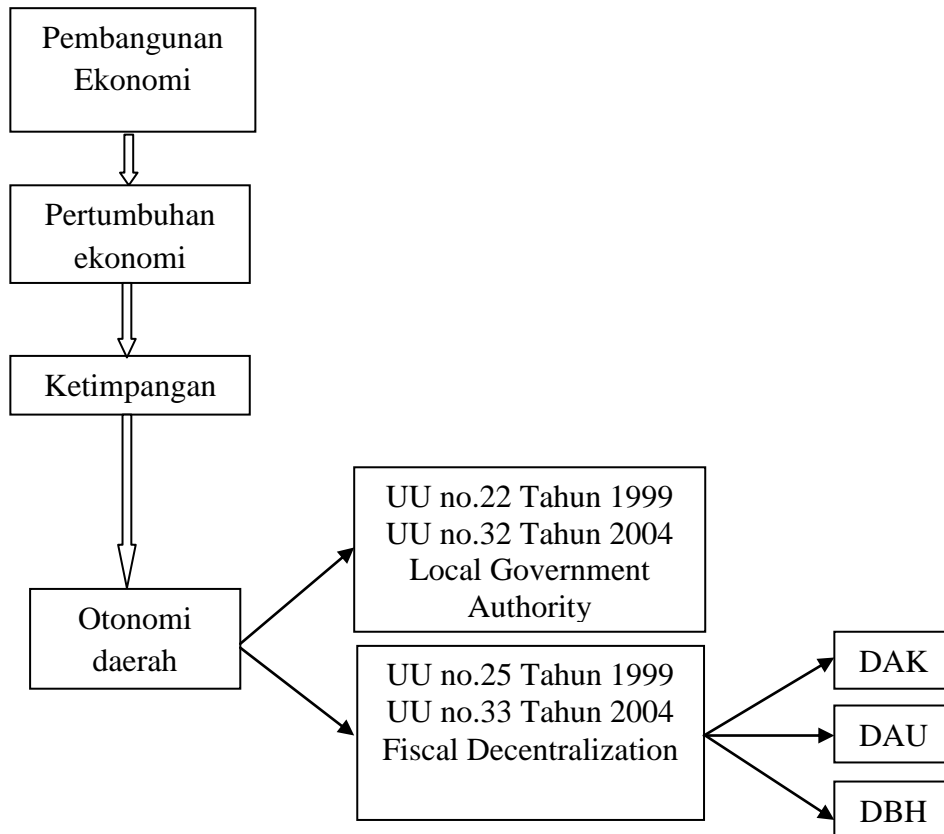 Pembangunan
Ekonomi
Pertumbuhan
ekonomi
Ketimpangan
Otonomi
daerah
UU no.22 Tahun 1999
UU no.32 Tahun 2004
Local Government
Authority
UU no.25 Tahun 1999
UU no.33 Tahun 2004
Fiscal Decentralization
DAK
DAU
DBH